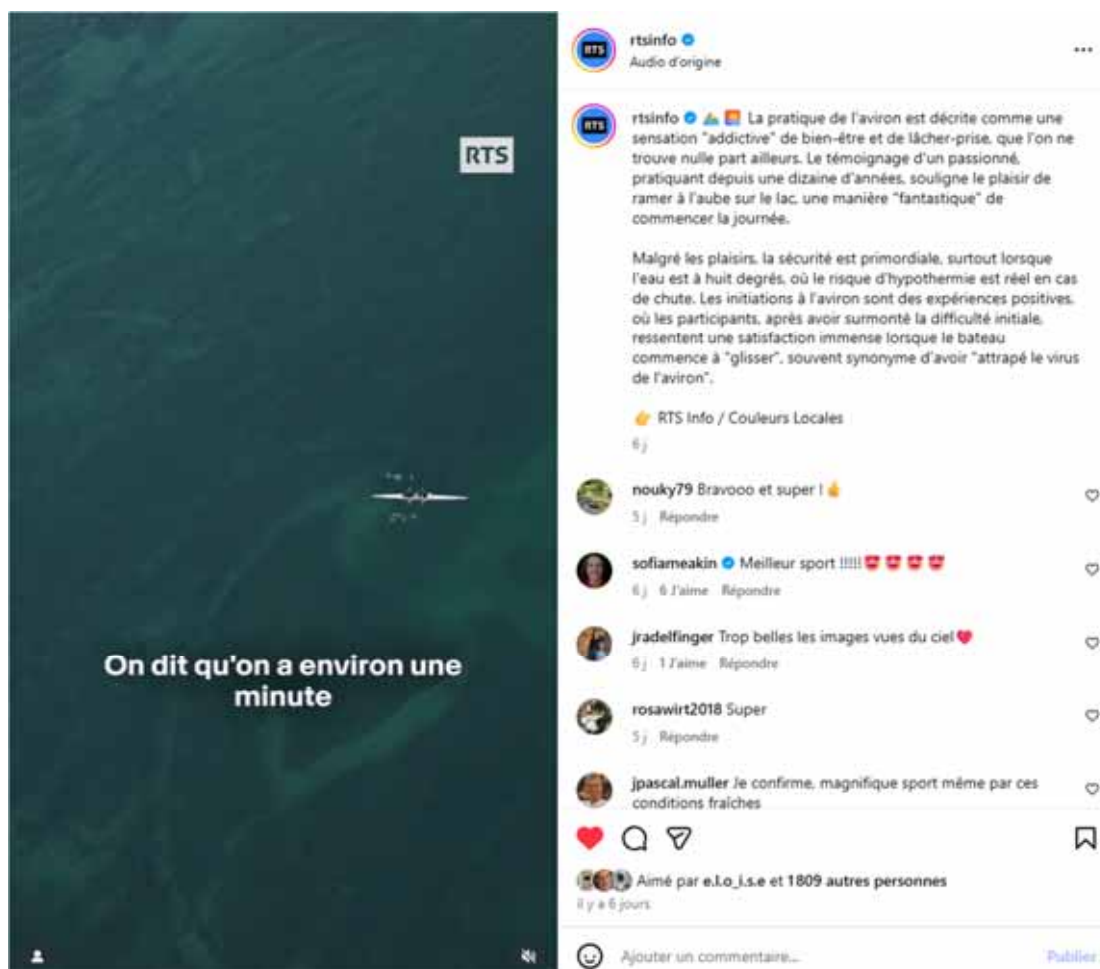 RTS
On dit qu'on a environ une
minute
RTS
rtsinfo
Audio d'origine
RTS
rtsinfo La pratique de l'aviron est décrite comme une
sensation "addictive" de bien-être et de lâcher-prise, que l'on ne
trouve nulle part ailleurs. Le témoignage d'un passionné,
pratiquant depuis une dizaine d'années, souligne le plaisir de
ramer à l'aube sur le lac, une manière "fantastique" de
commencer la journée.
Malgré les plaisirs, la sécurité est primordiale, surtout lorsque
l'eau est à huit degrés, où le risque d'hypothermie est réel en cas
de chute. Les initiations à l'aviron sont des expériences positives,
où les participants, après avoir surmonté la difficulté initiale,
ressentent une satisfaction immense lorsque le bateau
commence à "glisser", souvent synonyme d'avoir "attrapé le virus
de l'aviron".
👉 RTS Info / Couleurs Locales
6 j
nouky79 Bravooo et super ! 👍
5 j Répondre
sofiameakin Meilleur sport !!!!!
6 j 6 J'aime Répondre
jradelfinger Trop belles les images vues du ciel❤️
6 j 1 J'aime Répondre
rosawirt2018 Super
5 j Répondre
jpascal.muller Je confirme, magnifique sport même par ces
conditions fraîches
Aimé par e.l.o_i.s.e et 1809 autres personnes
il y a 6 jours
Ajouter un commentaire... Publier